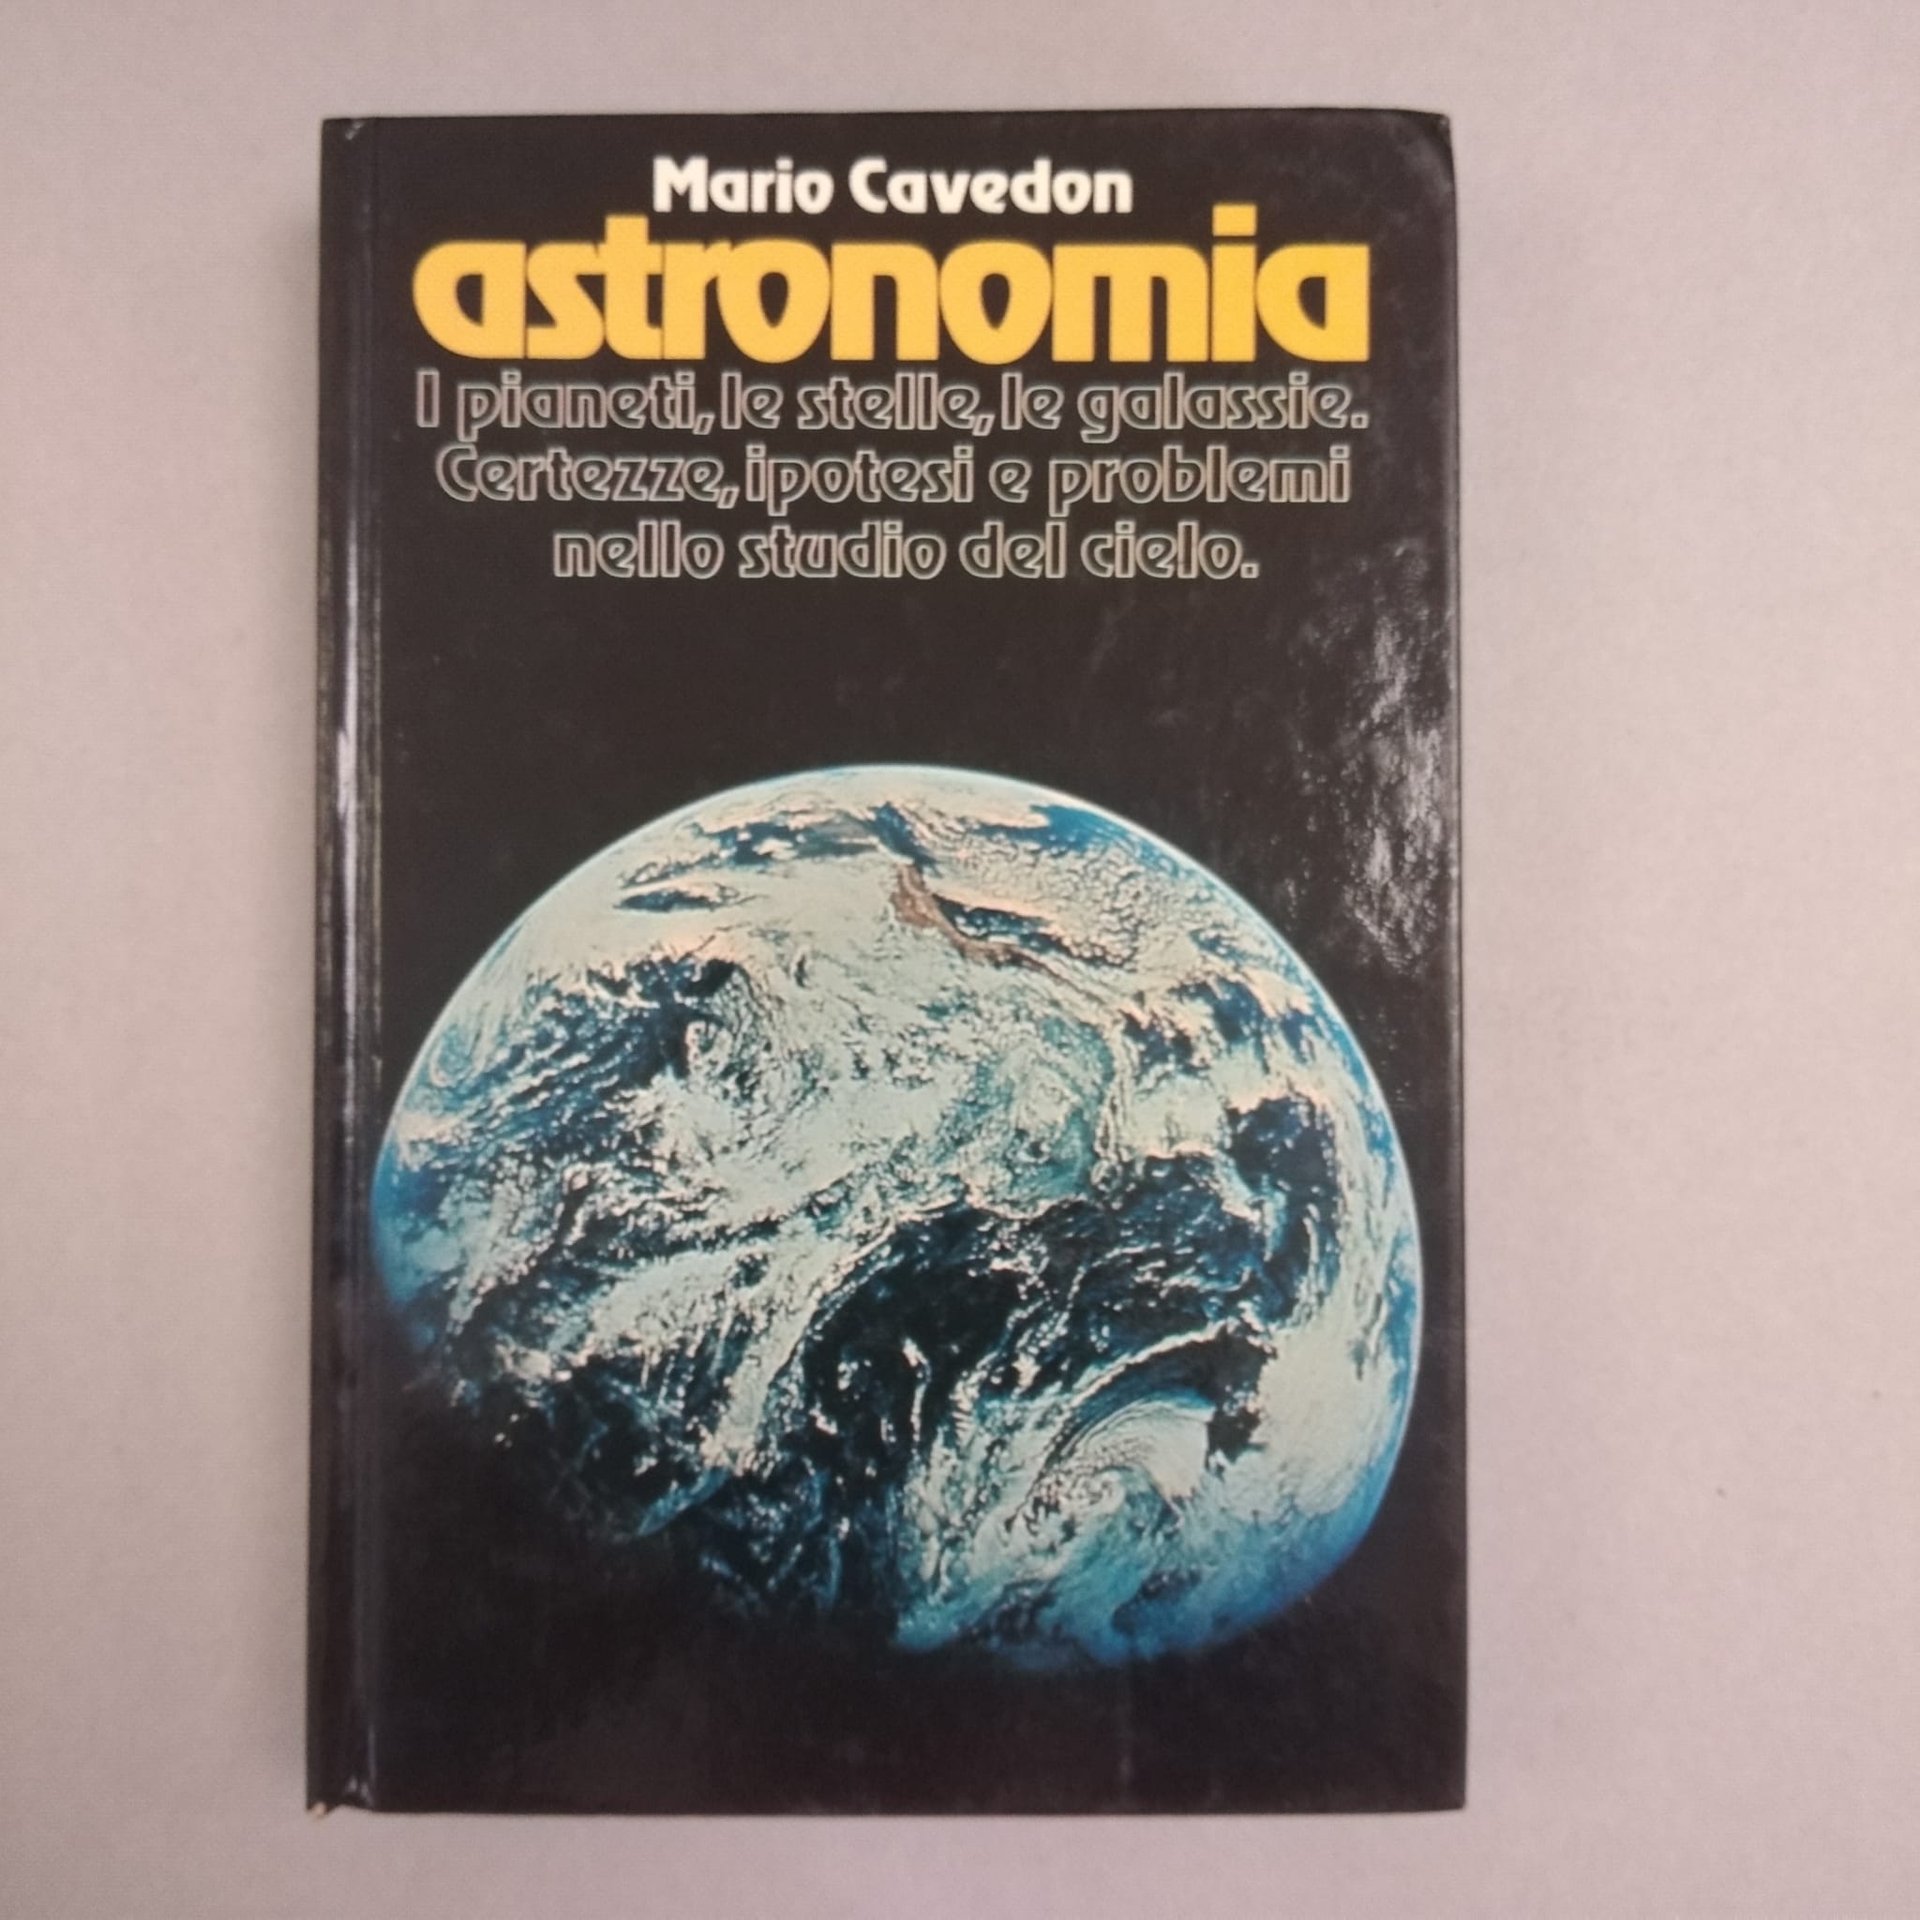 Mario Cavedon
astronomia
I pianeti, le stelle, le galassie.
Certezze, ipotesi e problemi
nello studio del cielo.